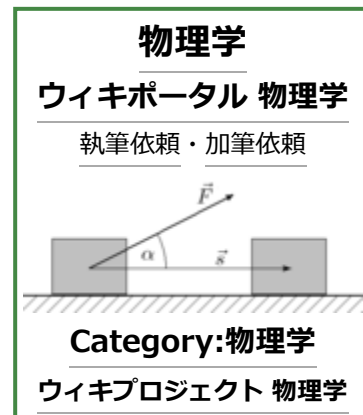 物理学
ウィキポータル 物理学
執筆依頼・加筆依頼
F⃗
α
s⃗
Category:物理学
ウィキプロジェクト 物理学